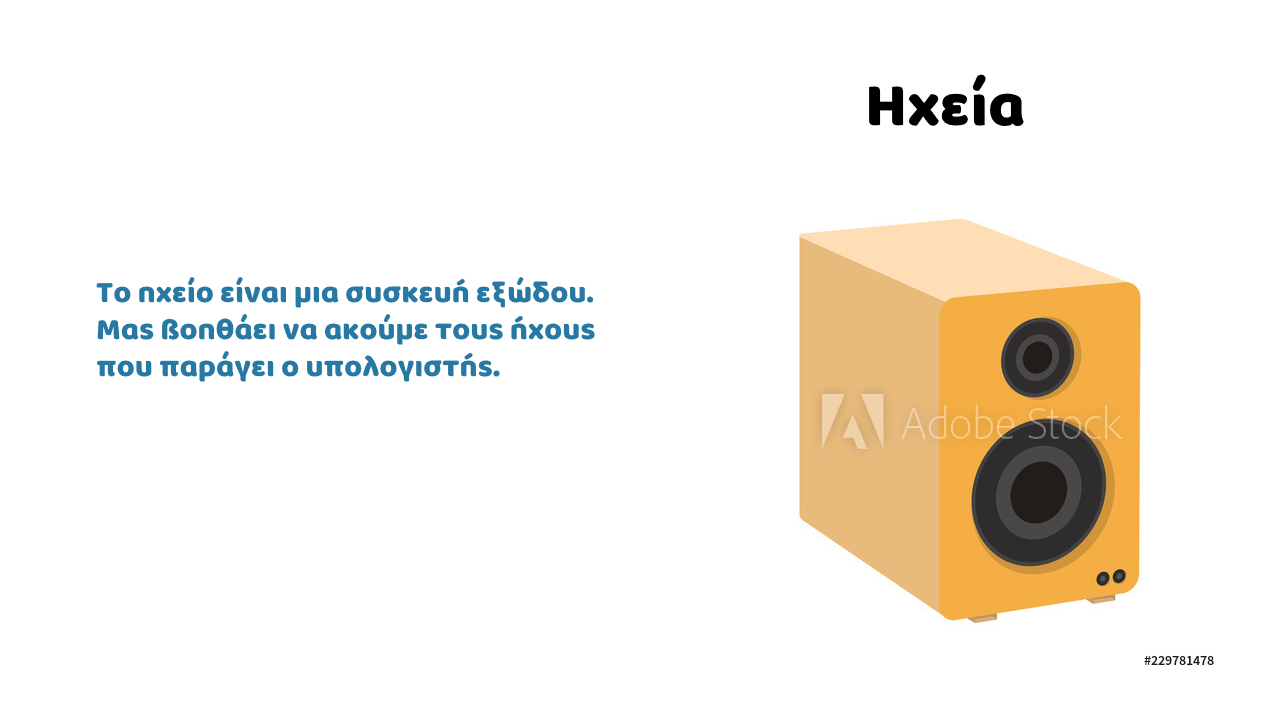 Ηχεία
Το ηχείο είναι μια συσκευή εξώδου.
Μας βοηθάει να ακούμε τους ήχους
που παράγει ο υπολογιστής.
Adobe Stock
#229781478